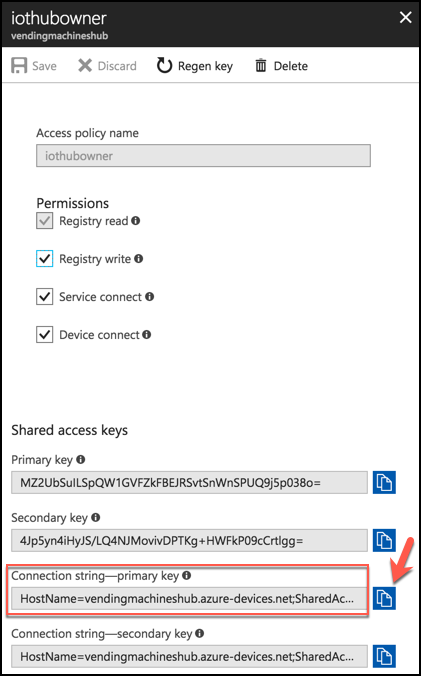 iothubowner
vendingmachineshub
Save Discard Regen key Delete
Access policy name
iothubowner
Permissions
Registry read
Registry write
Service connect
Device connect
Shared access keys
Primary key
MZ2UbSuILSpQW1GVFZkFBEJRSvtSnWnSPUQ9j5p038o=
Secondary key
4Jp5yn4iHyJS/LQ4NJMovivDPTKg+HWFkP09cCrtIgg=
Connection string—primary key
HostName=vendingmachineshub.azure-devices.net;SharedAc...
Connection string—secondary key
HostName=vendingmachineshub.azure-devices.net;SharedAc...